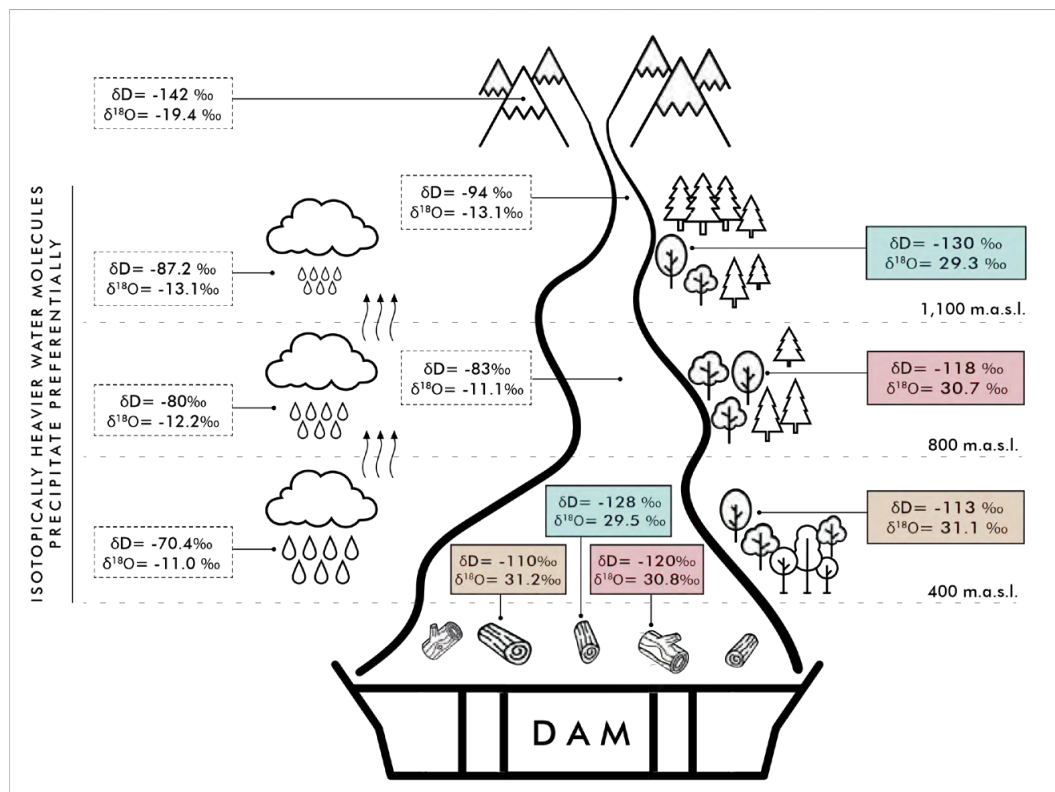 δD= -142 ‰
δ¹⁸O= -19.4 ‰
ISOTOPICALLY HEAVIER WATER MOLECULES
PRECIPITATE PREFERENTIALLY
δD= -94 ‰
δ¹⁸O= -13.1‰
δD= -87.2 ‰
δ¹⁸O= -13.1‰
δD= -130 ‰
δ¹⁸O= 29.3 ‰
1,100 m.a.s.l.
δD= -83‰
δ¹⁸O= -11.1‰
δD= -80‰
δ¹⁸O= -12.2‰
δD= -118 ‰
δ¹⁸O= 30.7 ‰
800 m.a.s.l.
δD= -70.4‰
δ¹⁸O= -11.0 ‰
δD= -128 ‰
δ¹⁸O= 29.5 ‰
δD= -113 ‰
δ¹⁸O= 31.1 ‰
δD= -110‰
δ¹⁸O= 31.2‰
δD= -120‰
δ¹⁸O= 30.8‰
400 m.a.s.l.
DAM